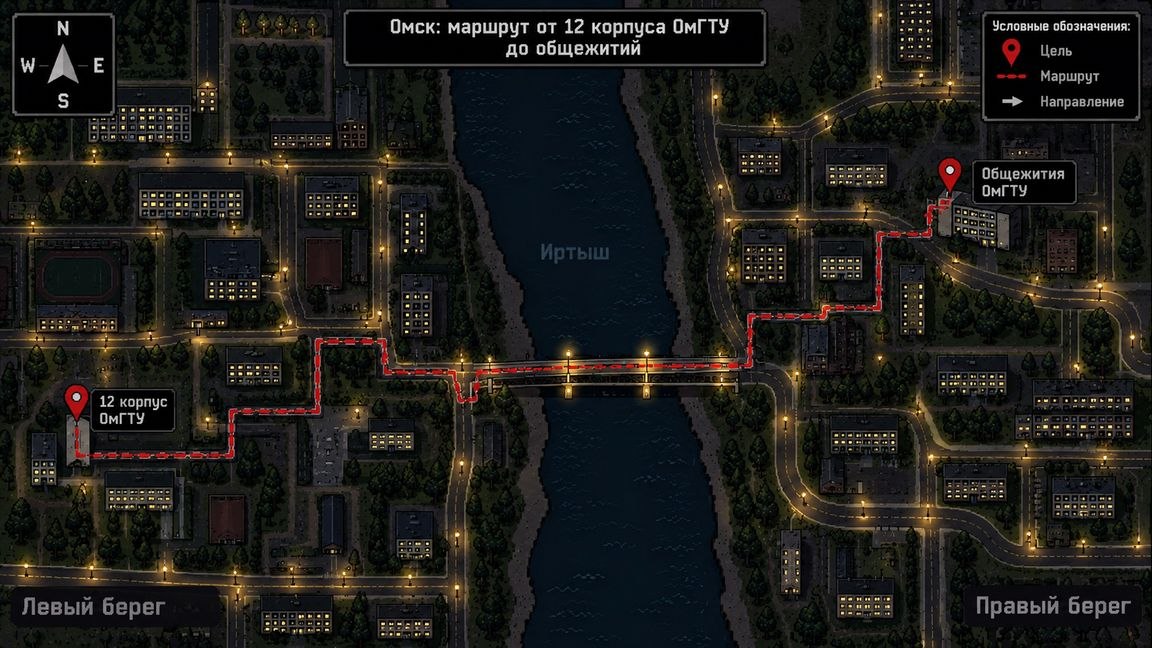 N
W
E
S
Омск: маршрут от 12 корпуса ОмГТУ
до общежитий
Условные обозначения:
Цель
Маршрут
Направление
Общежития
ОмГТУ
Иртыш
12 корпус
ОмГТУ
Левый берег
Правый берег